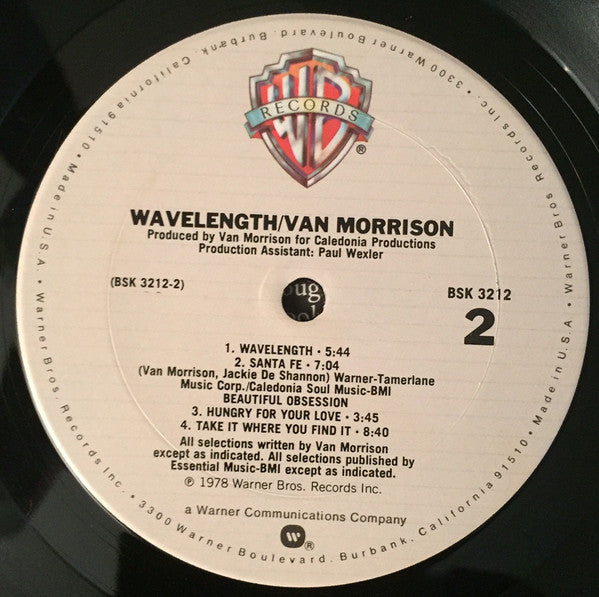 Made in U.S.A. • Warner Bros. Records Inc. • 3300 Warner Boulevard. Burbank, California 91510 • Made in U.S.A. • Warner Bros. Records Inc. • 3300 Warner Boulevard. Burbank, California 91510 •
WB
RECORDS
®
WAVELENGTH/VAN MORRISON
Produced by Van Morrison for Caledonia Productions
Production Assistant: Paul Wexler
(BSK 3212-2)
BSK 3212
2
ug
1. WAVELENGTH • 5:44
2. SANTA FE • 7:04
(Van Morrison, Jackie De Shannon) Warner-Tamerlane
Music Corp./Caledonia Soul Music-BMI
BEAUTIFUL OBSESSION
3. HUNGRY FOR YOUR LOVE • 3:45
4. TAKE IT WHERE YOU FIND IT • 8:40
All selections written by Van Morrison
except as indicated. All selections published by
Essential Music-BMI except as indicated.
℗ 1978 Warner Bros. Records Inc.
a Warner Communications Company
W®